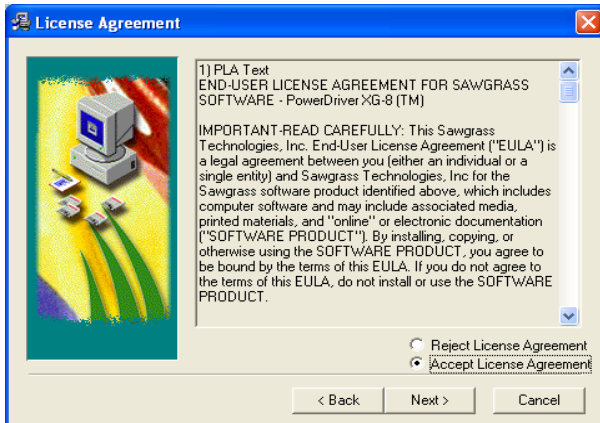 License Agreement
1) PLA Text
END-USER LICENSE AGREEMENT FOR SAWGRASS
SOFTWARE - PowerDriver XG-8 (TM)
IMPORTANT-READ CAREFULLY: This Sawgrass
Technologies, Inc. End-User License Agreement ("EULA") is
a legal agreement between you (either an individual or a
single entity) and Sawgrass Technologies, Inc for the
Sawgrass software product identified above, which includes
computer software and may include associated media,
printed materials, and "online" or electronic documentation
("SOFTWARE PRODUCT"). By installing, copying, or
otherwise using the SOFTWARE PRODUCT, you agree to
be bound by the terms of this EULA. If you do not agree to
the terms of this EULA, do not install or use the SOFTWARE
PRODUCT.
Reject License Agreement
Accept License Agreement
< Back
Next >
Cancel